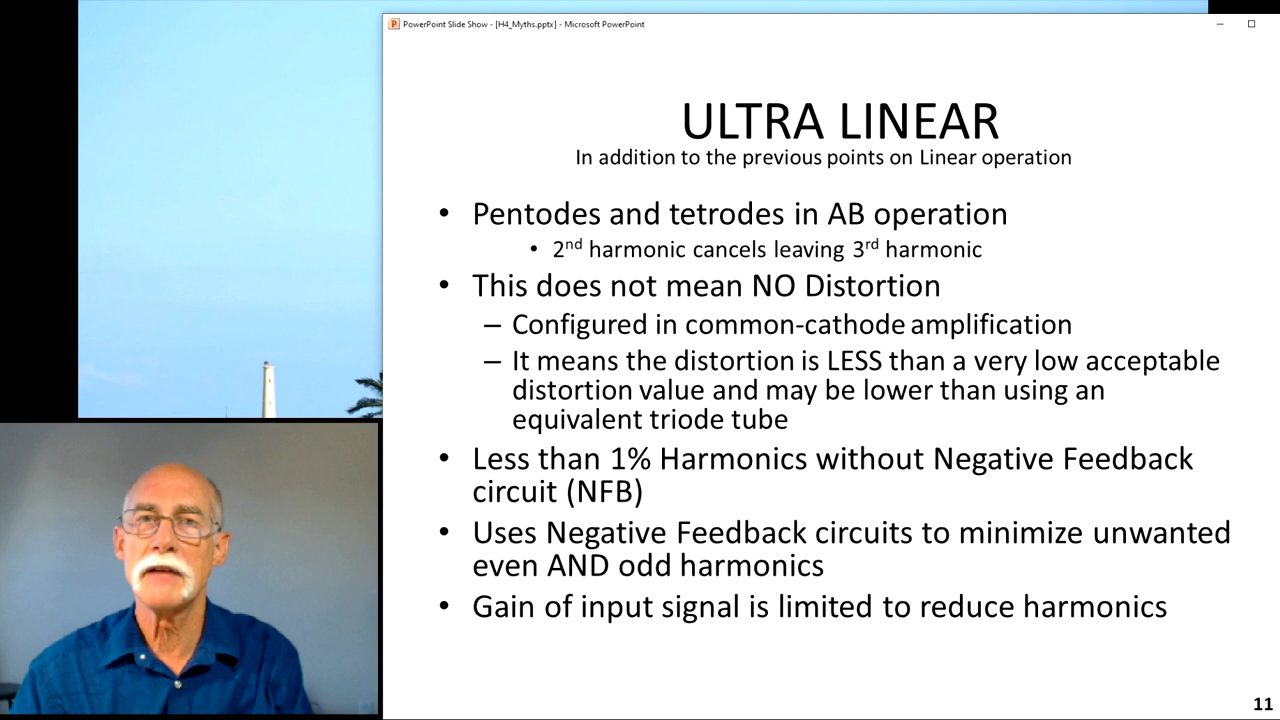 PowerPoint Slide Show - [H4_Myths.pptx] - Microsoft PowerPoint
ULTRA LINEAR
In addition to the previous points on Linear operation
• Pentodes and tetrodes in AB operation
• 2nd harmonic cancels leaving 3rd harmonic
• This does not mean NO Distortion
– Configured in common-cathode amplification
– It means the distortion is LESS than a very low acceptable
distortion value and may be lower than using an
equivalent triode tube
• Less than 1% Harmonics without Negative Feedback
circuit (NFB)
• Uses Negative Feedback circuits to minimize unwanted
even AND odd harmonics
• Gain of input signal is limited to reduce harmonics
11